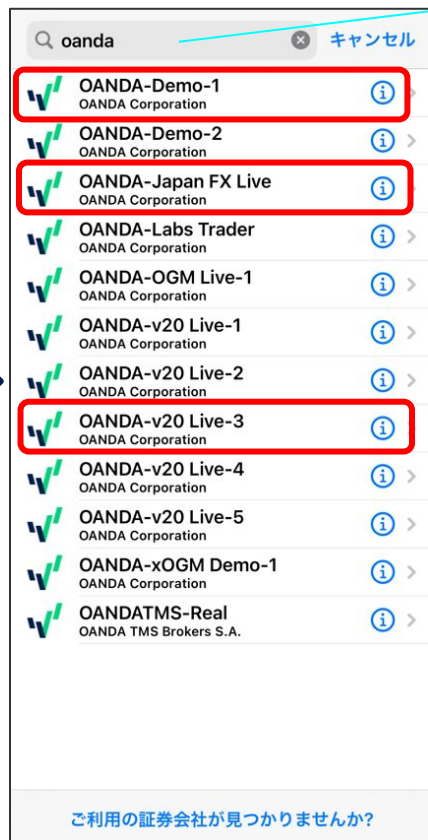 oanda
キャンセル
OANDA-Demo-1
OANDA Corporation
OANDA-Demo-2
OANDA Corporation
OANDA-Japan FX Live
OANDA Corporation
OANDA-Labs Trader
OANDA Corporation
OANDA-OGM Live-1
OANDA Corporation
OANDA-v20 Live-1
OANDA Corporation
OANDA-v20 Live-2
OANDA Corporation
OANDA-v20 Live-3
OANDA Corporation
OANDA-v20 Live-4
OANDA Corporation
OANDA-v20 Live-5
OANDA Corporation
OANDA-xOGM Demo-1
OANDA Corporation
OANDATMS-Real
OANDA TMS Brokers S.A.
ご利用の証券会社が見つかりませんか?